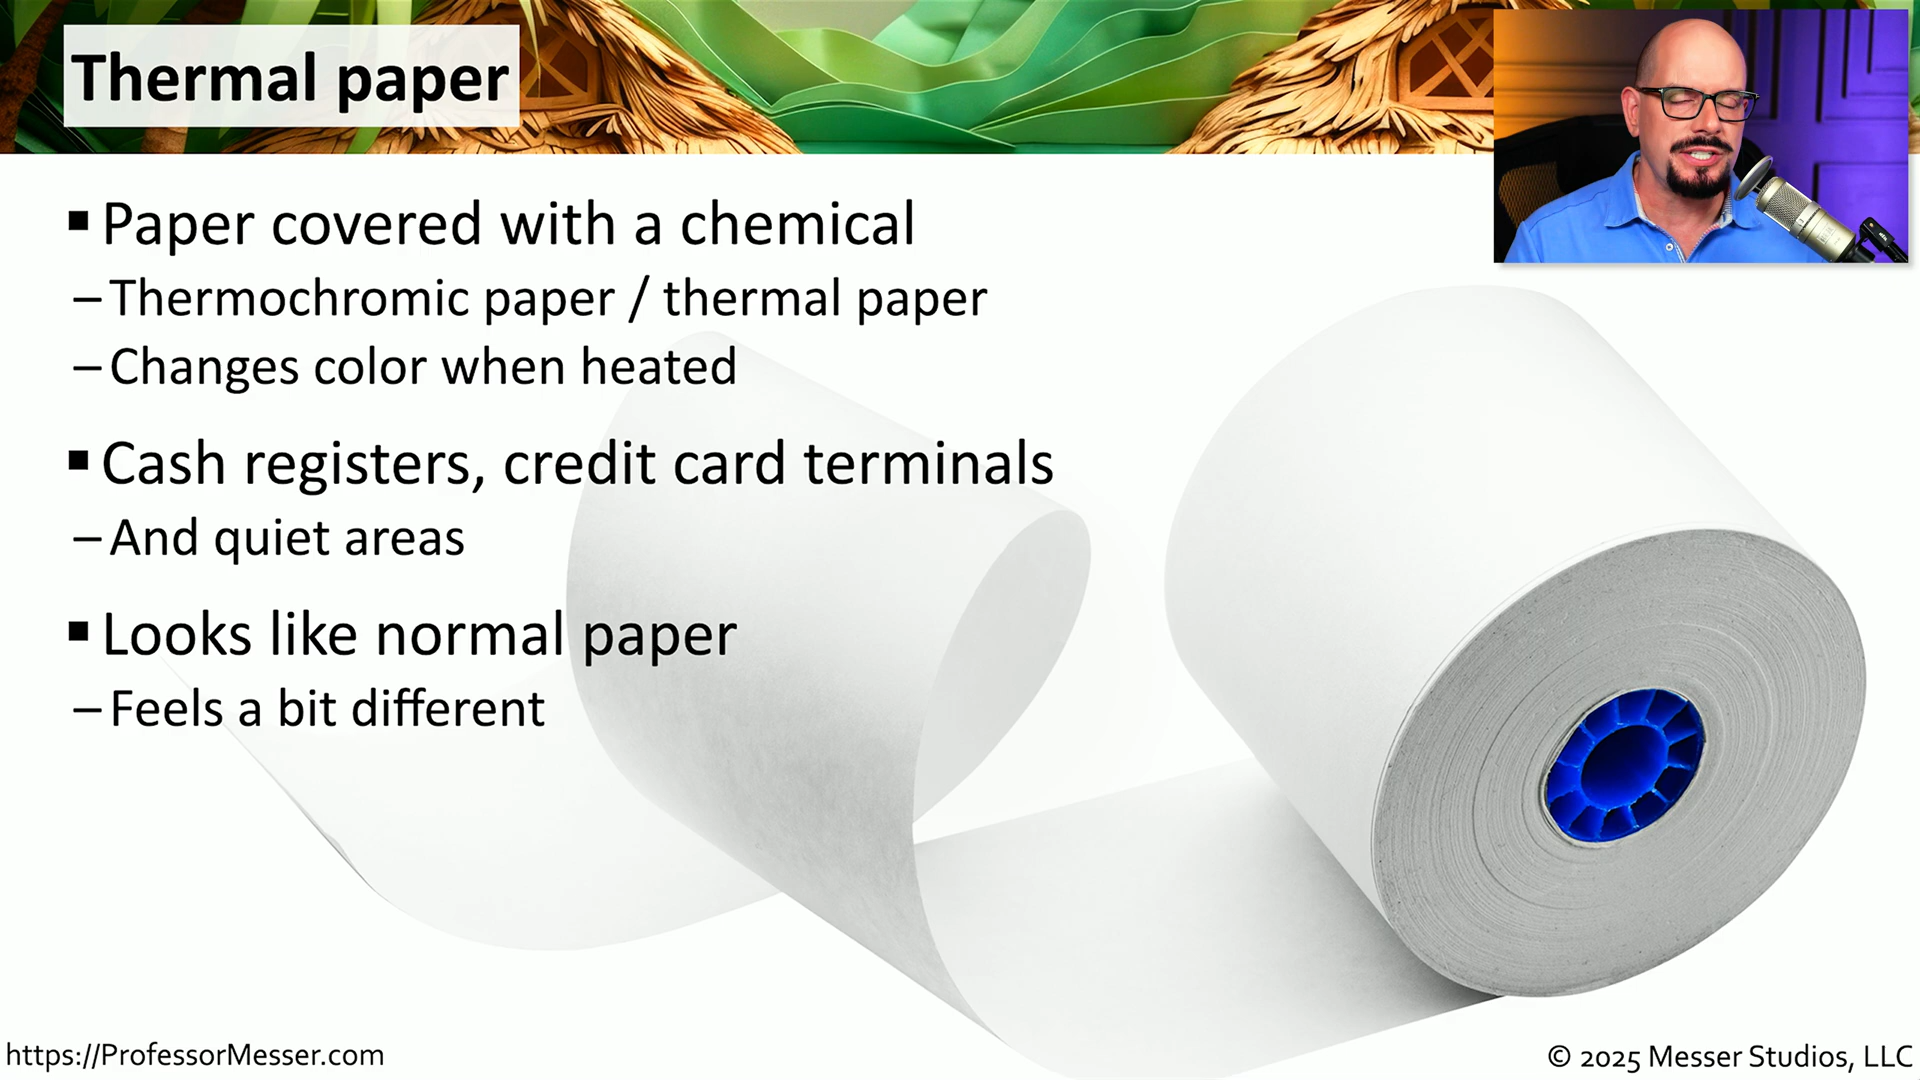 Thermal paper
▪ Paper covered with a chemical
– Thermochromic paper / thermal paper
– Changes color when heated
▪ Cash registers, credit card terminals
– And quiet areas
▪ Looks like normal paper
– Feels a bit different
https://ProfessorMesser.com
© 2025 Messer Studios, LLC